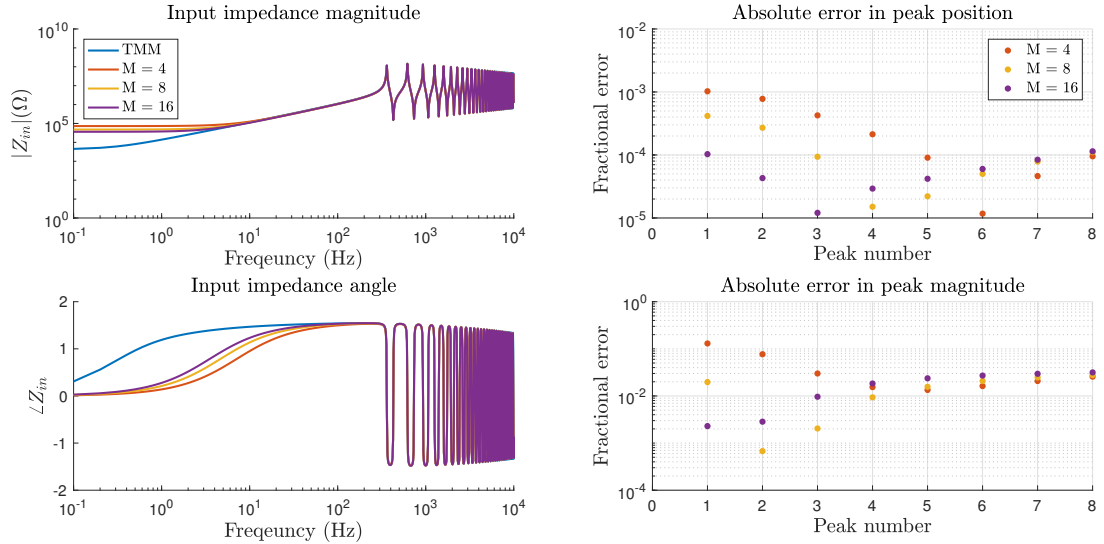 Input impedance magnitude
10^10
10^5
10^0
|Z_in|(Ω)
TMM
M = 4
M = 8
M = 16
10^-1 10^0 10^1 10^2 10^3 10^4
Freqeuncy (Hz)
Absolute error in peak position
10^-2
10^-3
10^-4
10^-5
Fractional error
M = 4
M = 8
M = 16
0 1 2 3 4 5 6 7 8
Peak number
Input impedance angle
2
1
0
-1
-2
∠Z_in
10^-1 10^0 10^1 10^2 10^3 10^4
Freqeuncy (Hz)
Absolute error in peak magnitude
10^0
10^-2
10^-4
Fractional error
0 1 2 3 4 5 6 7 8
Peak number